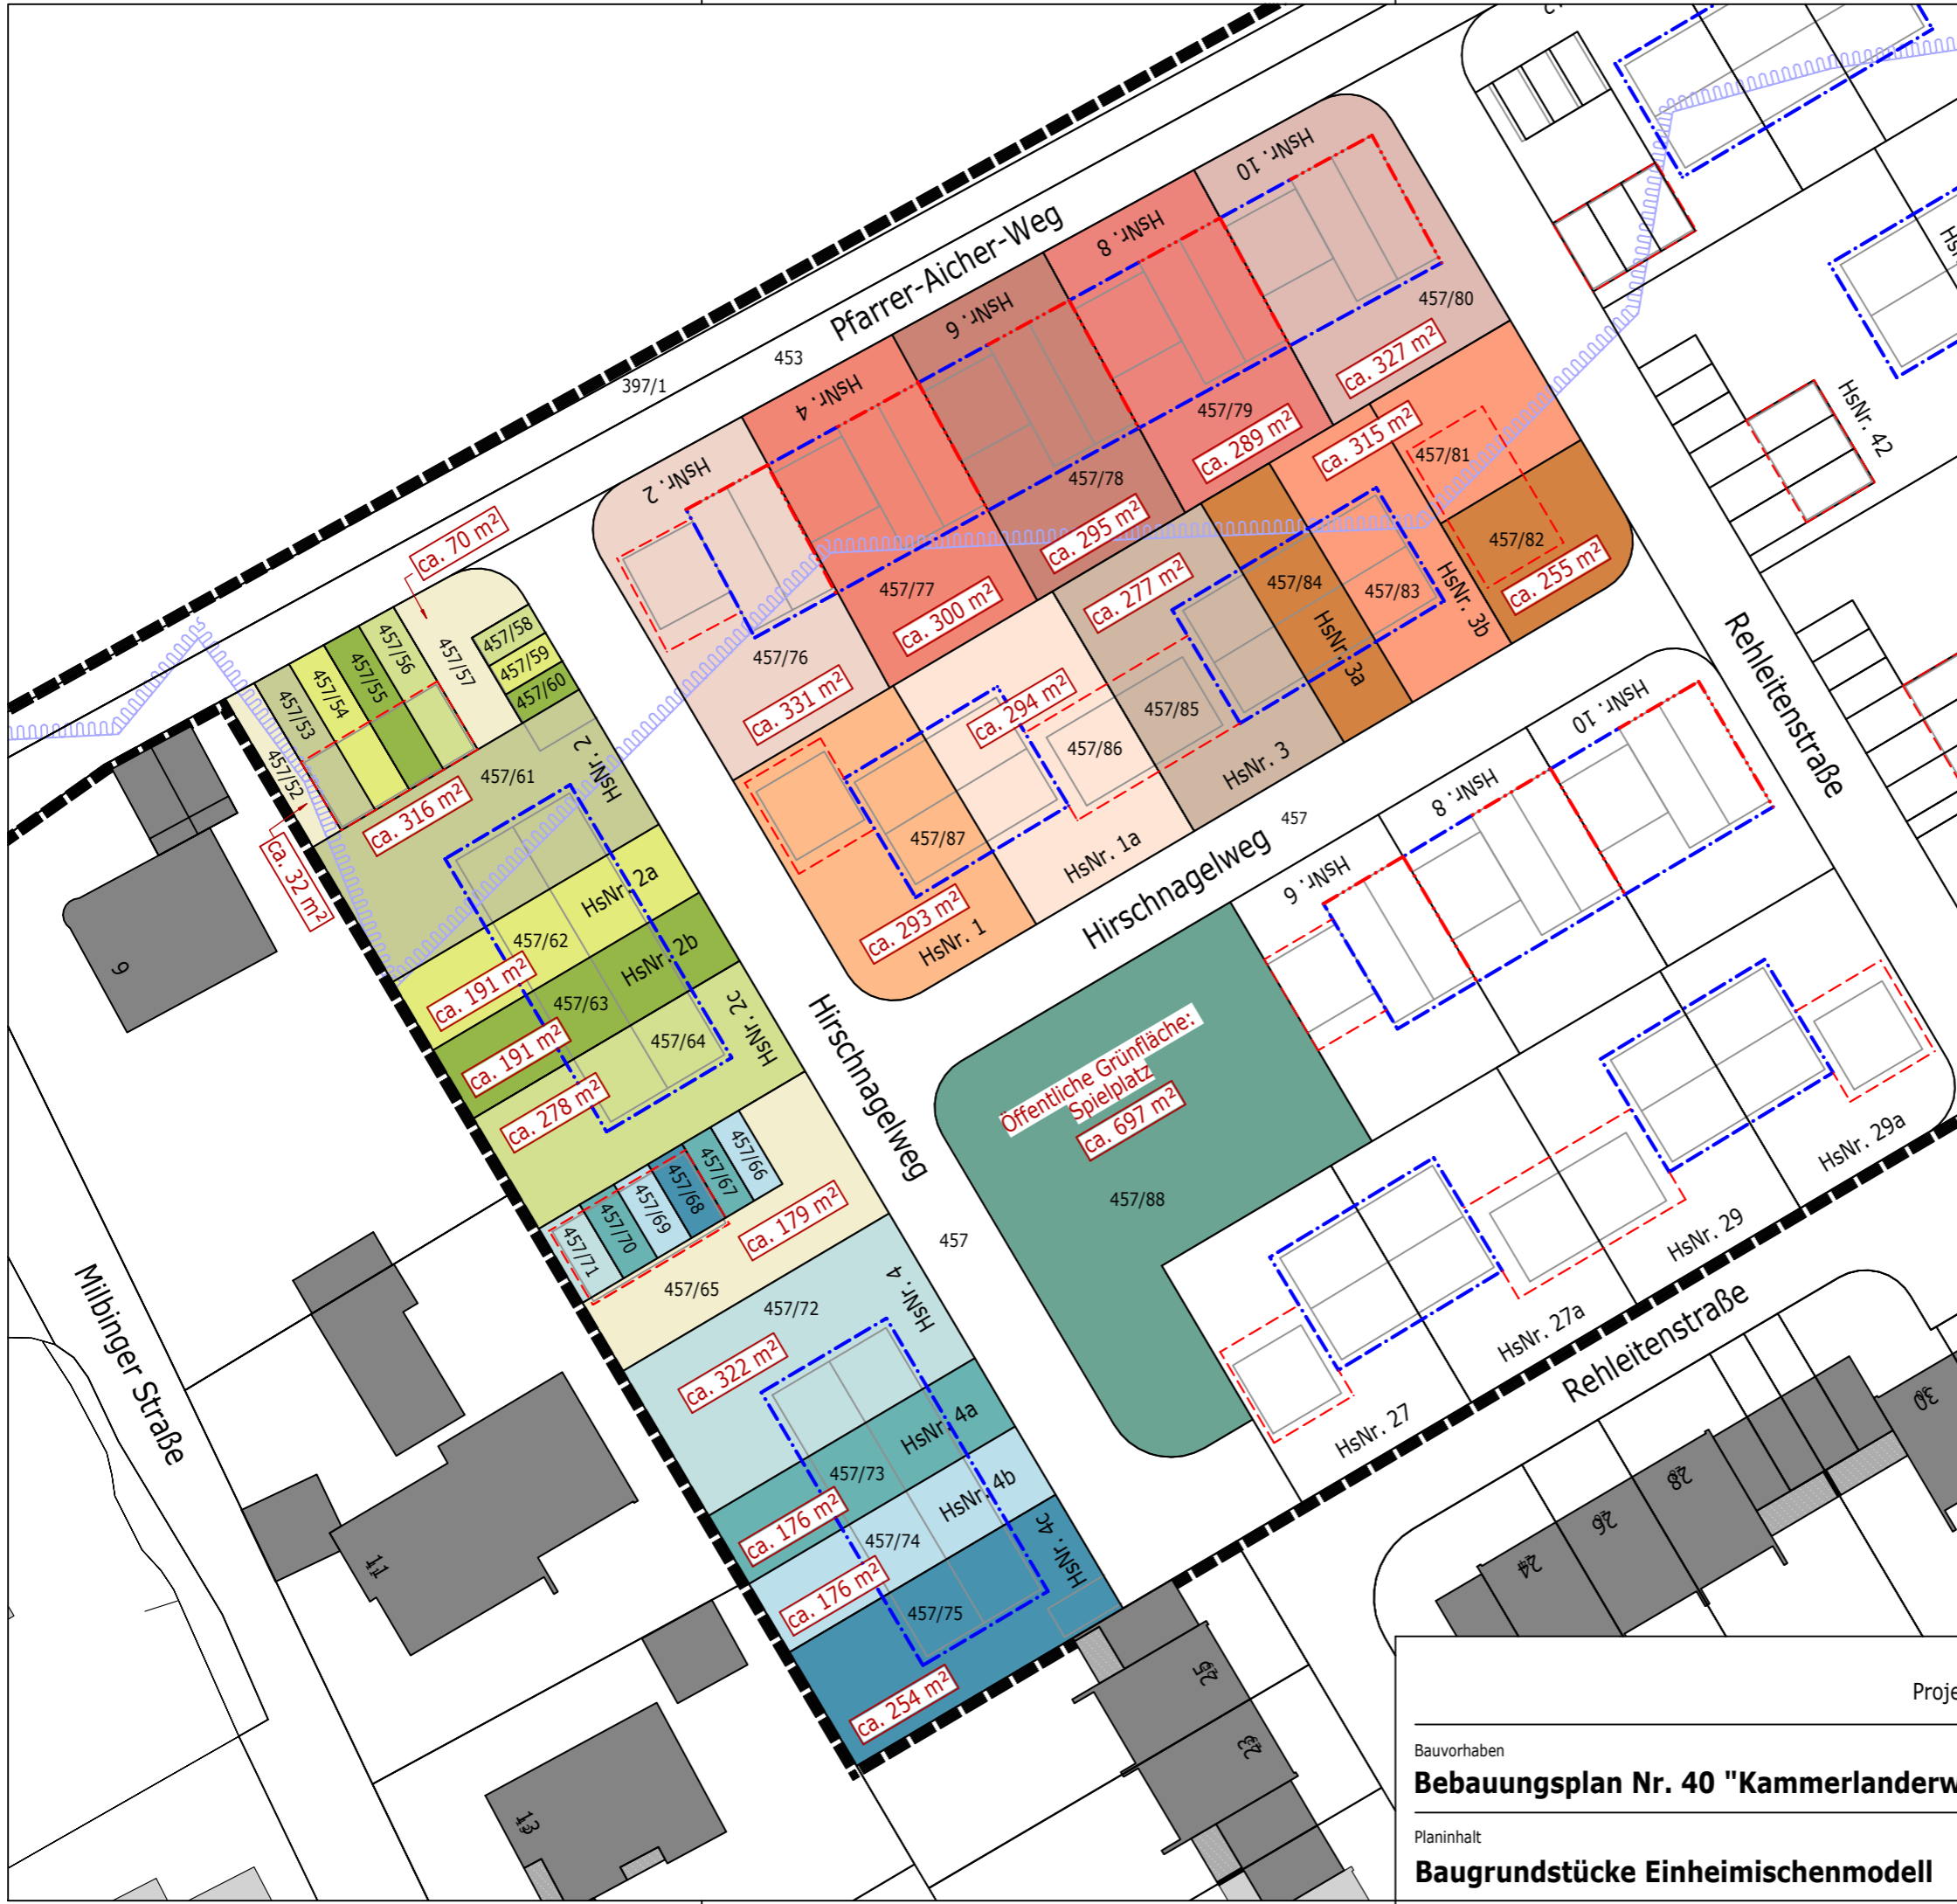 Pfarrer-Aicher-Weg
453
397/1
HsNr. 10
HsNr. 8
HsNr. 6
HsNr. 4
HsNr. 2
457/80
ca. 327 m²
457/79
ca. 289 m²
457/78
ca. 295 m²
457/77
ca. 300 m²
457/76
ca. 331 m²
ca. 315 m²
457/81
457/82
ca. 255 m²
457/83
HsNr. 3b
457/84
HsNr. 3a
ca. 277 m²
457/85
HsNr. 3
ca. 294 m²
457/86
HsNr. 1a
457/87
ca. 293 m²
HsNr. 1
HsNr. 42
Rehleitenstraße
ca. 70 m²
457/52
457/53
457/54
457/55
457/56
457/57
457/58
457/59
457/60
ca. 32 m²
457/61
HsNr. 2
ca. 316 m²
HsNr. 2a
457/62
ca. 191 m²
HsNr. 2b
457/63
ca. 191 m²
HsNr. 2c
457/64
ca. 278 m²
457/66
457/67
457/68
457/69
457/70
457/71
ca. 179 m²
457/65
457/72
HsNr. 4
ca. 322 m²
HsNr. 4a
457/73
ca. 176 m²
HsNr. 4b
457/74
ca. 176 m²
HsNr. 4c
457/75
ca. 254 m²
Hirschnagelweg
457
Hirschnagelweg
457
HsNr. 6
HsNr. 8
HsNr. 10
Öffentliche Grünfläche:
Spielplatz
ca. 697 m²
457/88
HsNr. 27
HsNr. 27a
HsNr. 29
HsNr. 29a
Rehleitenstraße
Milbinger Straße
9
11
13
23
25
24
26
28
30
Bauvorhaben
Bebauungsplan Nr. 40
Planinhalt
Baugrundstücke Einheimischenmodell